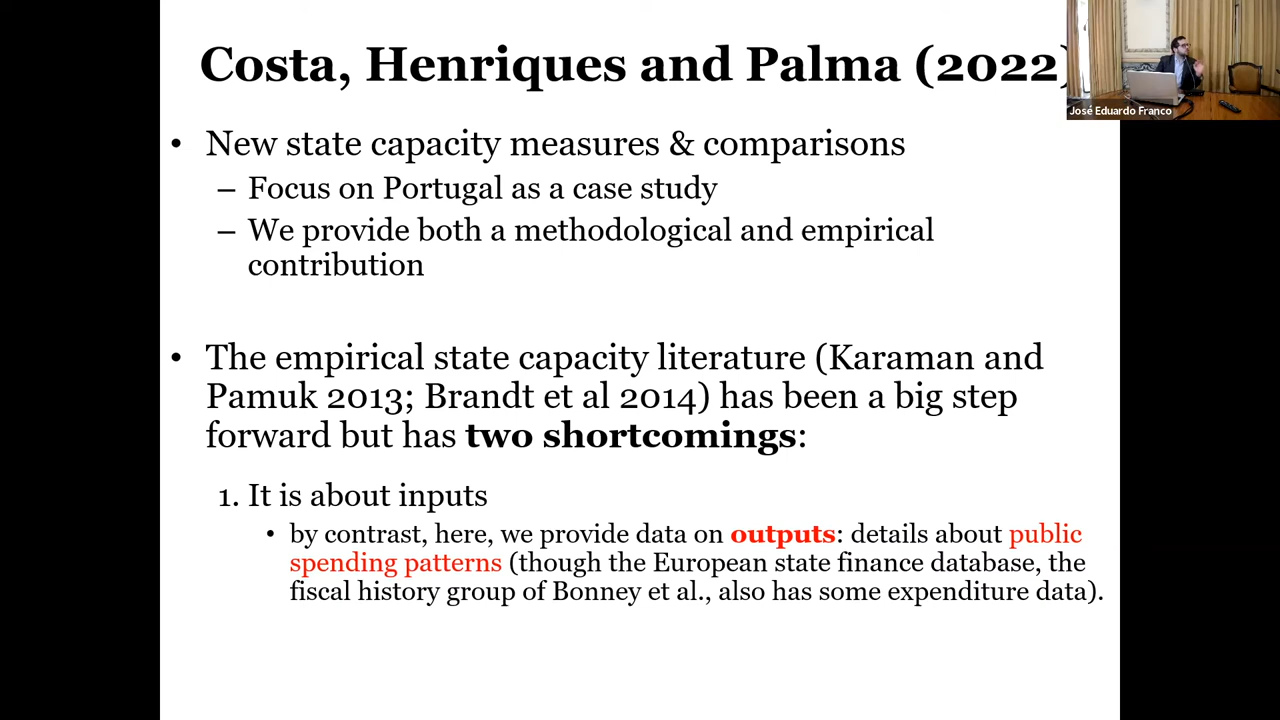 Costa, Henriques and Palma (2022)
José Eduardo Franco
• New state capacity measures & comparisons
– Focus on Portugal as a case study
– We provide both a methodological and empirical
contribution
• The empirical state capacity literature (Karaman and
Pamuk 2013; Brandt et al 2014) has been a big step
forward but has two shortcomings:
1. It is about inputs
• by contrast, here, we provide data on outputs: details about public
spending patterns (though the European state finance database, the
fiscal history group of Bonney et al., also has some expenditure data).